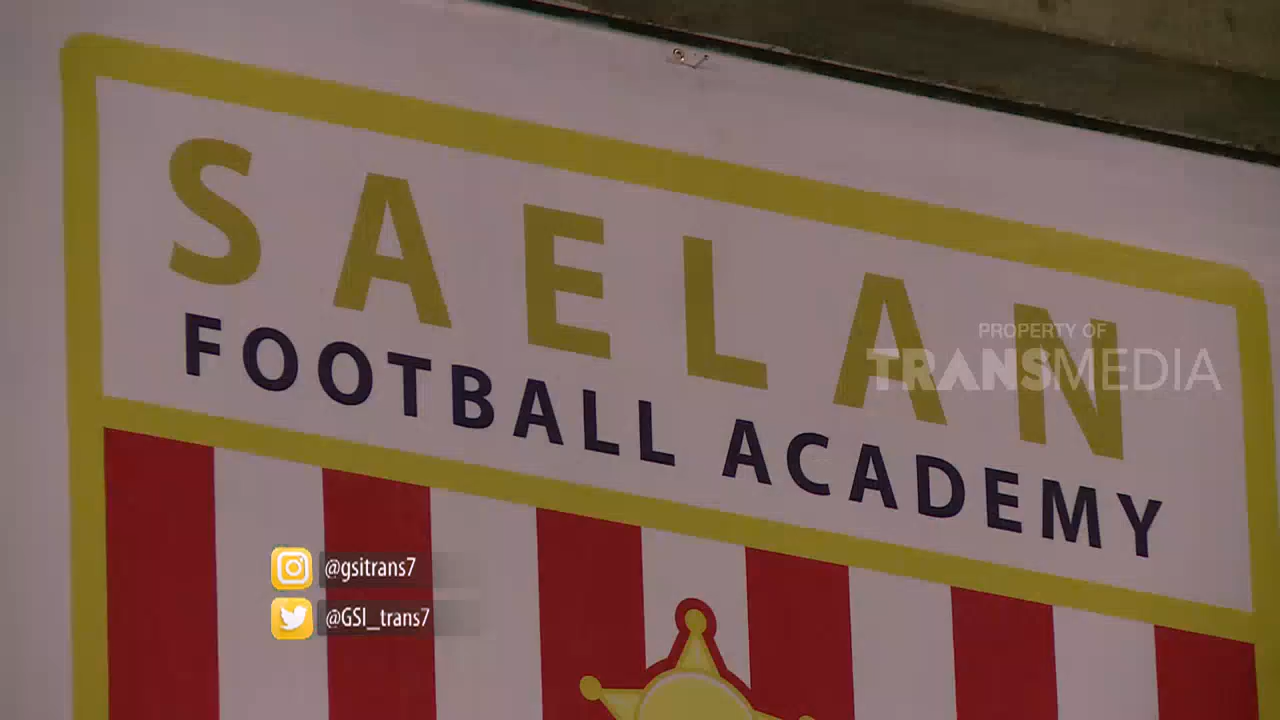 SAELAN
FOOTBALL ACADEMY
PROPERTY OF
TRANSMEDIA
@gsitrans7
@GSI_trans7